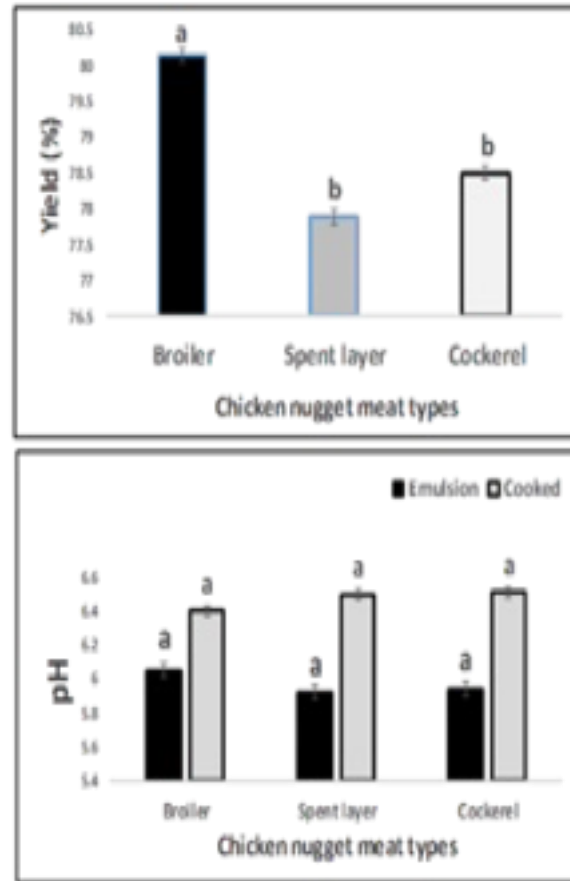 80.5
80
79.5
79
78.5
78
77.5
77
76.5
Yield (%)
a
b
b
Broiler Spent layer Cockerel
Chicken nugget meat types
Emulsion Cooked
6.6
6.4
6.2
6
5.8
5.6
5.4
pH
a a a a a a
Broiler Spent layer Cockerel
Chicken nugget meat types